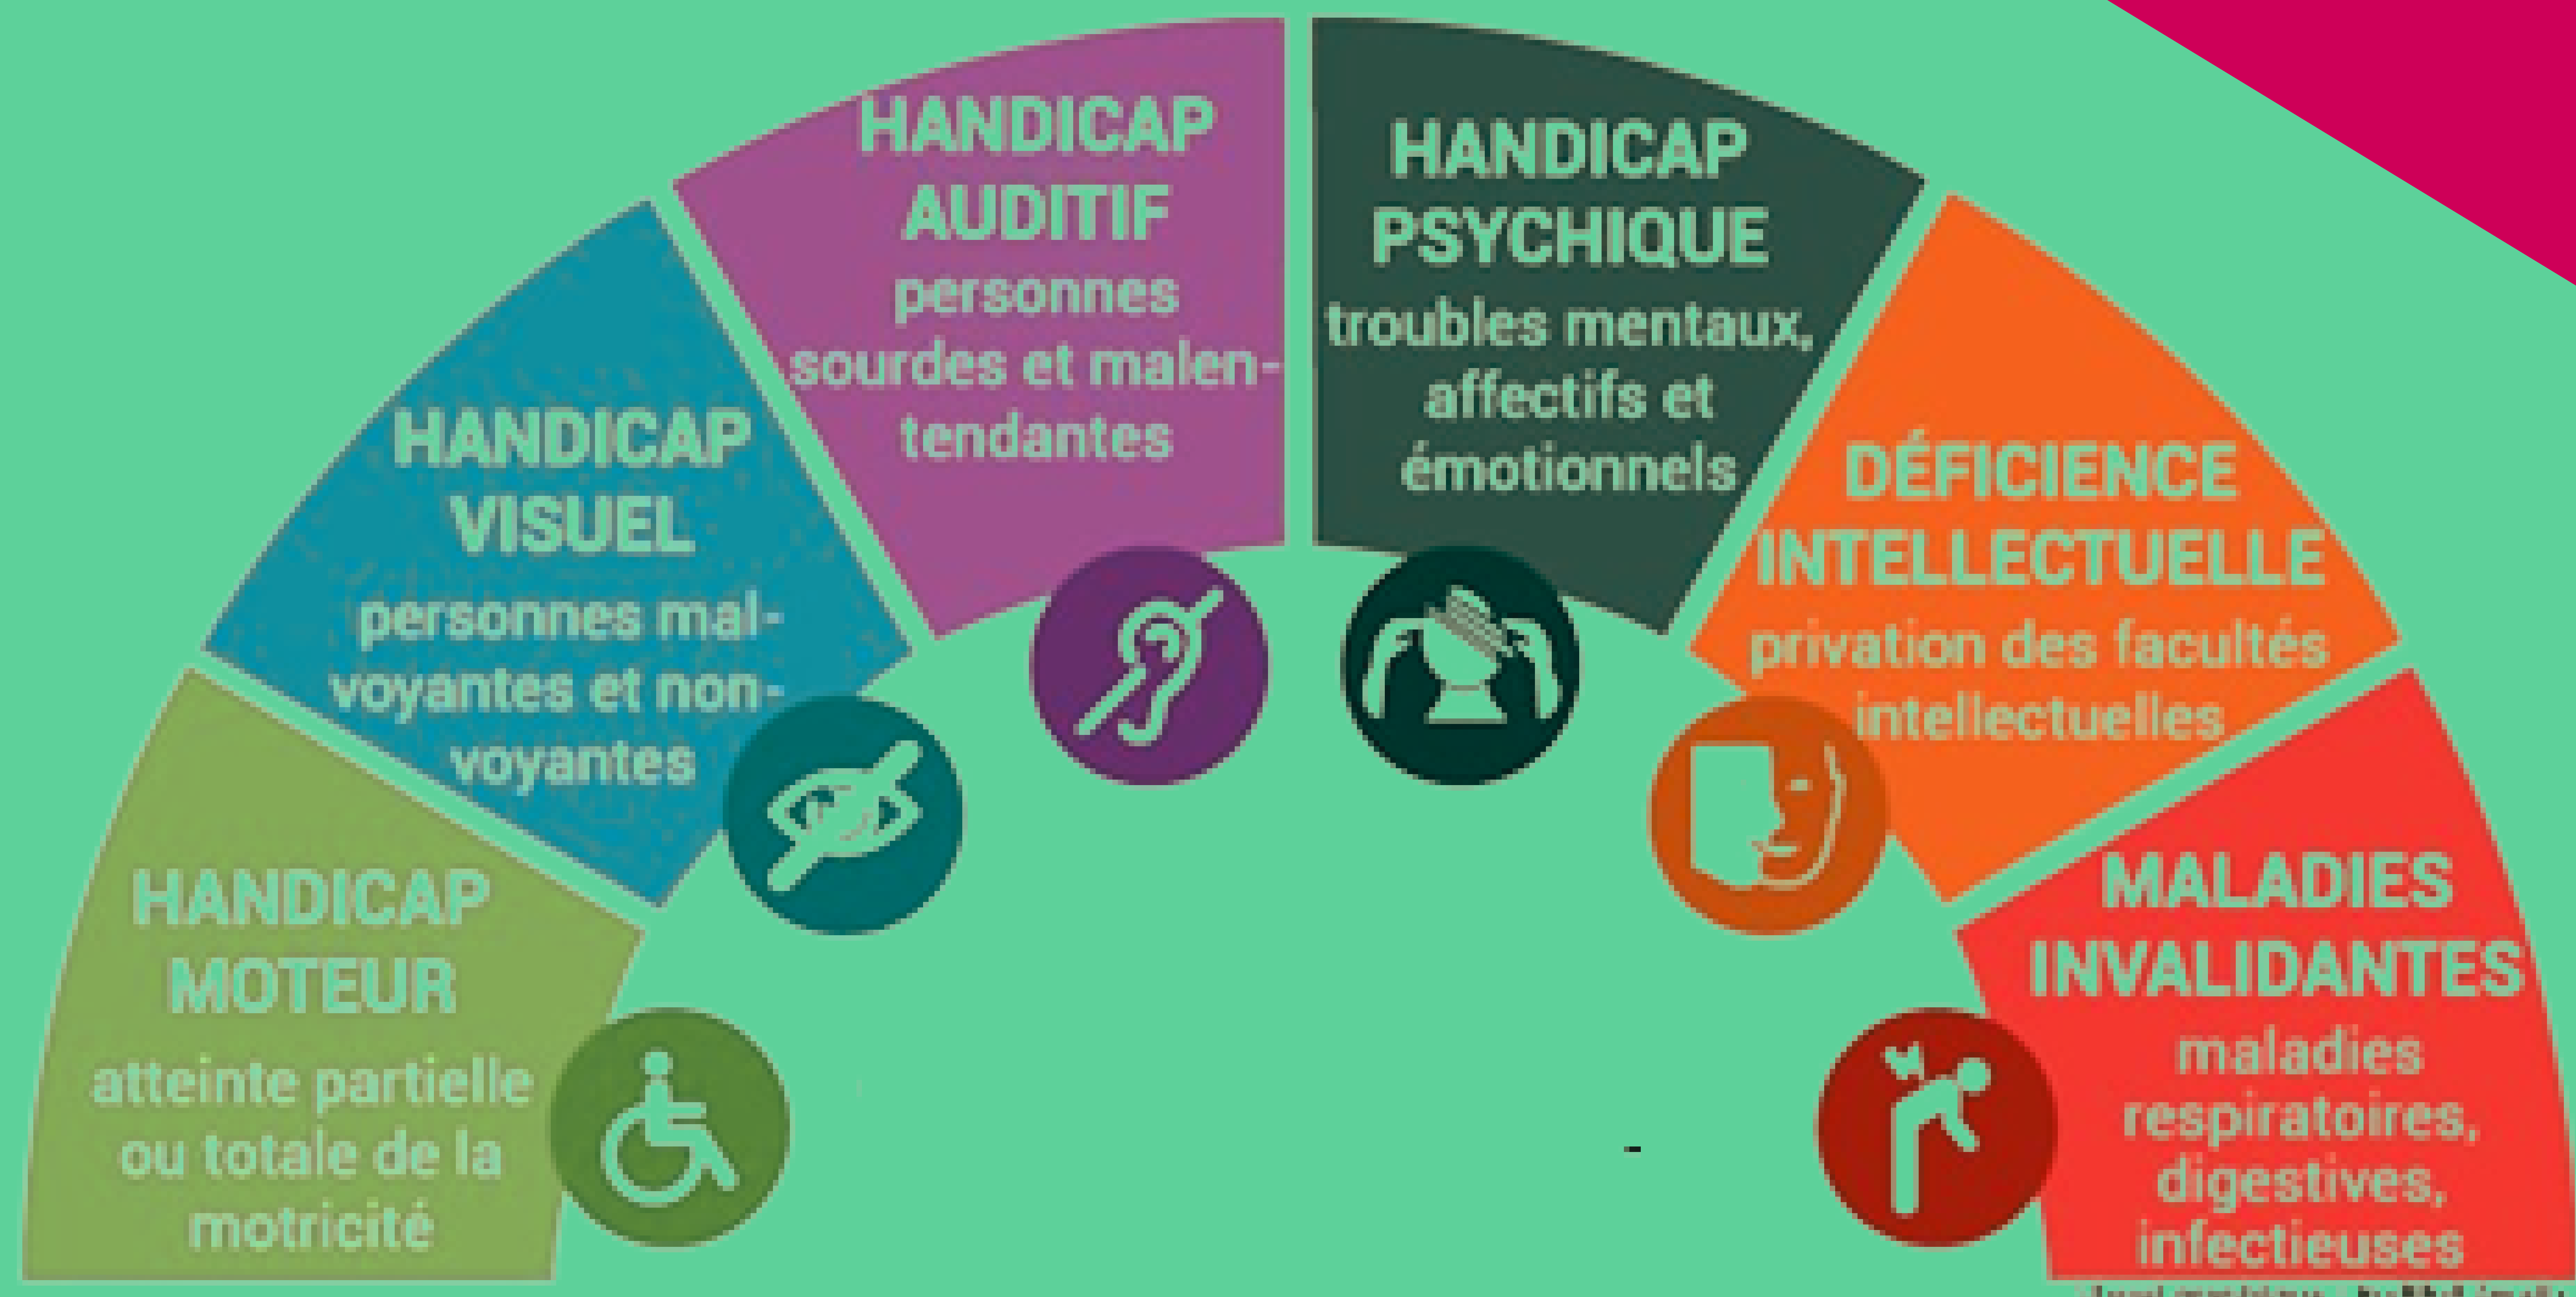 HANDICAP
MOTEUR
atteinte partielle
ou totale de la
motricité
HANDICAP
VISUEL
personnes mal-
voyantes et non-
voyantes
HANDICAP
AUDITIF
personnes
sourdes et malen-
tendantes
HANDICAP
PSYCHIQUE
troubles mentaux,
affectifs et
émotionnels
DÉFICIENCE
INTELLECTUELLE
privation des facultés
intellectuelles
MALADIES
INVALIDANTES
maladies
respiratoires,
digestives,
infectieuses
-